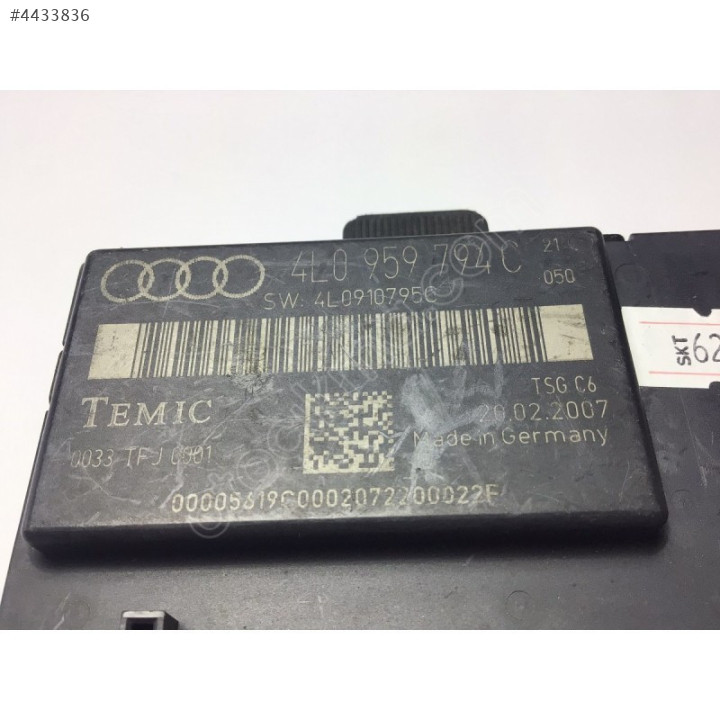 #4433836
4L0 959 794 C
21
050
SW: 4L0910795C
SKT
62
TEMIC
TSG C6
20.02.2007
0033 TFJ 0901
Made in Germany
00005619C0002072200022F